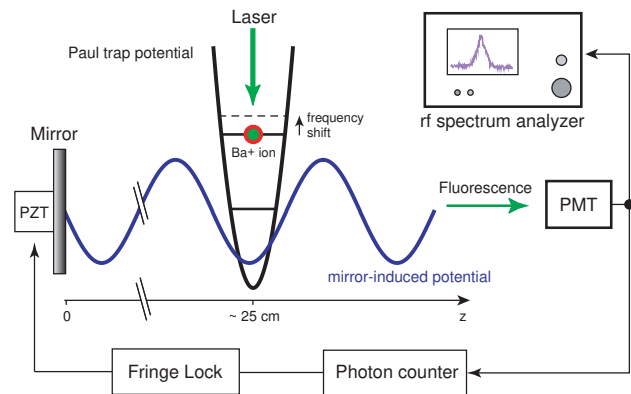 Laser
Paul trap potential
frequency
shift
rf spectrum analyzer
Mirror
Ba+ ion
PZT
Fluorescence
PMT
mirror-induced potential
0
~ 25 cm
z
Fringe Lock
Photon counter